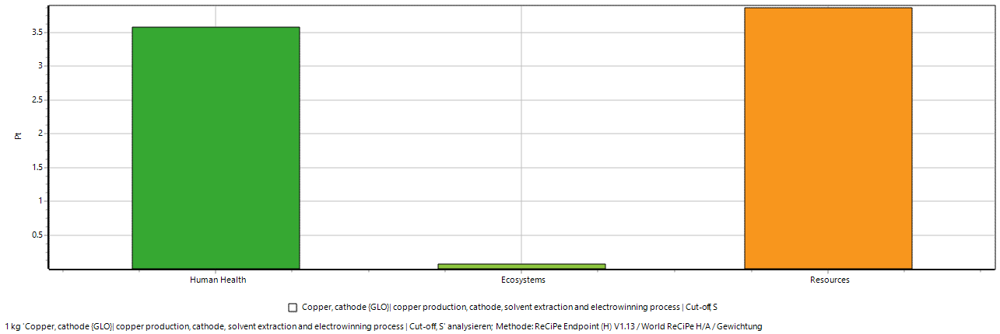 3.5
3
2.5
2
1.5
1
0.5
Pt
Human Health Ecosystems Resources
Copper, cathode {GLO}| copper production, cathode, solvent extraction and electrowinning process | Cut-off, S
1 kg 'Copper, cathode {GLO}| copper production, cathode, solvent extraction and electrowinning process | Cut-off, S' analysieren; Methode: ReCiPe Endpoint (H) V1.13 / World ReCiPe H/A / Gewichtung